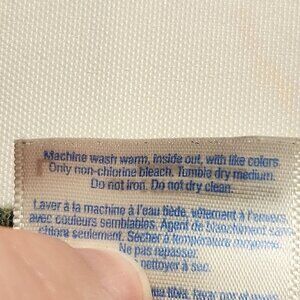 Machine wash warm, inside out, with like colors.
Only non-chlorine bleach. Tumble dry medium.
Do not iron. Do not dry clean.
Laver à la machine à l'eau tiède, vêtement à l'envers,
avec couleurs semblables. Agent de blanchiment sans
chlore seulement. Sécher à température moyenne.
Ne pas repasser.
nettoyer à sec.